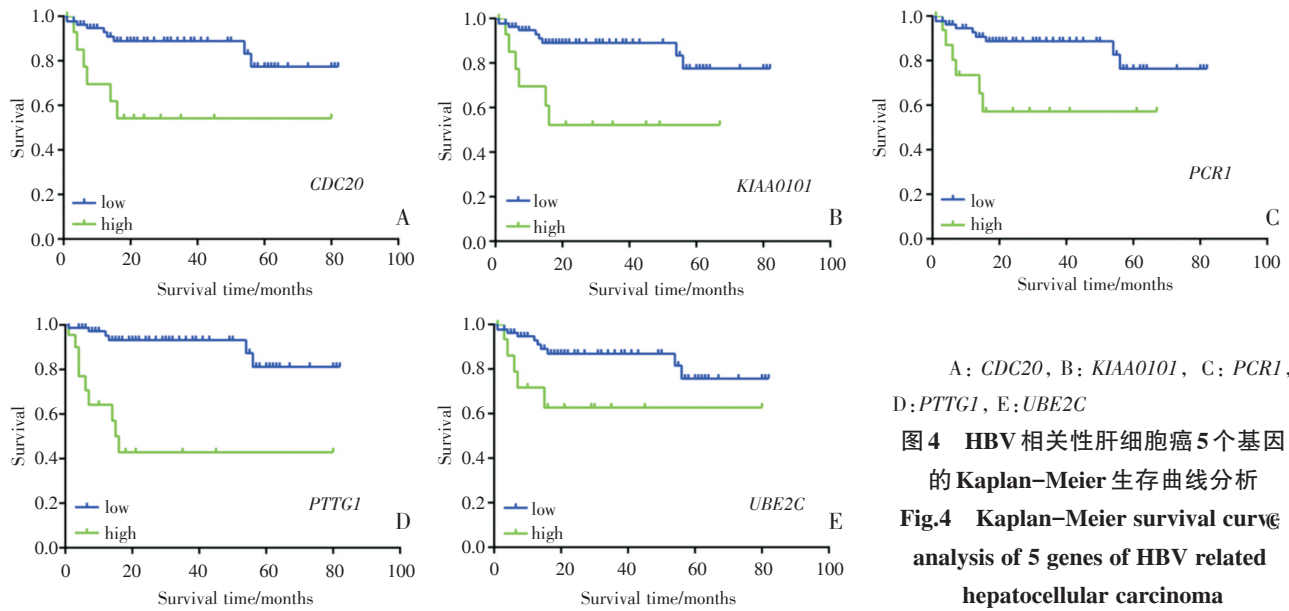 1.0
0.8
0.6
0.4
0.2
0.0
Survival
low
high
CDC20
A
0 20 40 60 80 100
Survival time/months
1.0
0.8
0.6
0.4
0.2
0.0
Survival
low
high
KIAA0101
B
0 20 40 60 80 100
Survival time/months
1.0
0.8
0.6
0.4
0.2
0.0
Survival
low
high
PCR1
C
0 20 40 60 80 100
Survival time/months
1.0
0.8
0.6
0.4
0.2
0.0
Survival
PTTG1
D
0 20 40 60 80 100
Survival time/months
1.0
0.8
0.6
0.4
0.2
0.0
Survival
low
high
UBE2C
E
0 20 40 60 80 100
Survival time/months
A: CDC20, B: KIAA0101, C: PCR1,
D:PTTG1, E:UBE2C
图4 HBV相关性肝细胞癌5个基因
的Kaplan-Meier生存曲线分析
Fig.4 Kaplan-Meier survival curve
analysis of 5 genes of HBV related
hepatocellular carcinoma